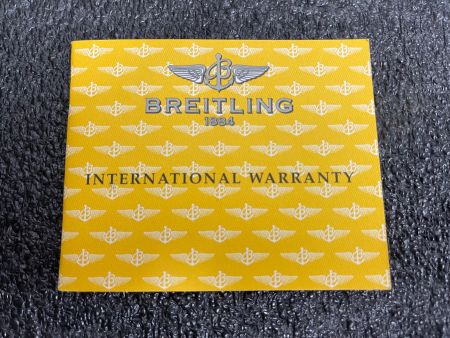 BREITLING
1884
INTERNATIONAL WARRANTY